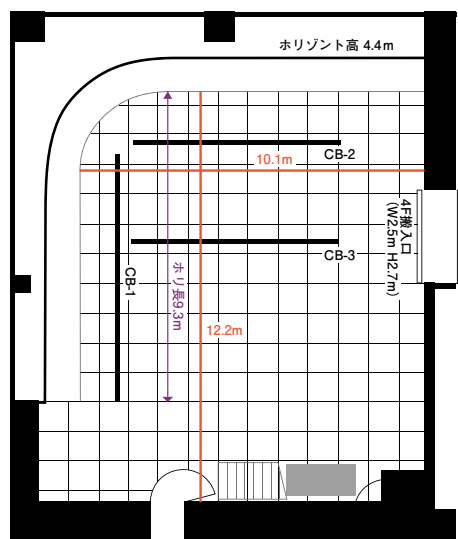 ホリゾント高 4.4m
CB-2
10.1m
4F搬入口
(W2.5m H2.7m)
CB-3
CB-1
ホリ長9.3m
12.2m